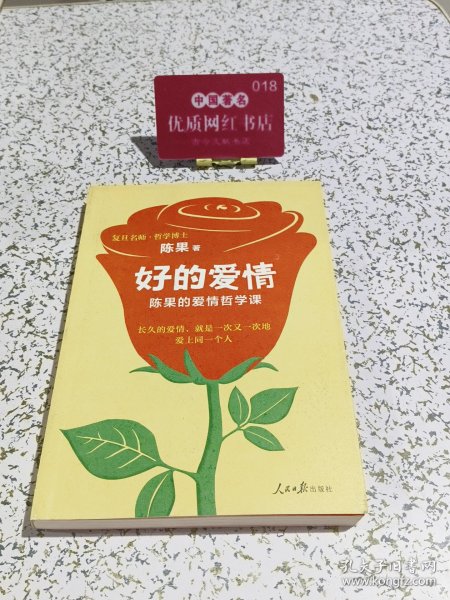 018
中国著名
优质网红书店
复旦名师·哲学博士
陈果 著
好的爱情
陈果的爱情哲学课
长久的爱情，就是一次又一次地
爱上同一个人
人民日报出版社
孔夫子旧书网
www.kongfz.com